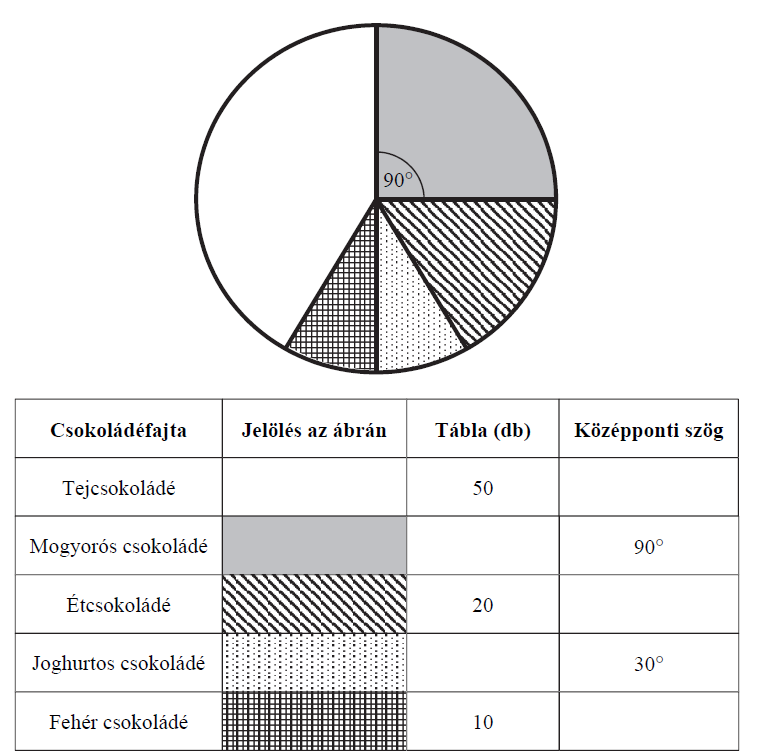 90°
Csokoládéfajta Jelölés az ábrán Tábla (db) Középponti szög
Tejcsokoládé 50
Mogyorós csokoládé 90°
Étcsokoládé 20
Joghurtos csokoládé 30°
Fehér csokoládé 10